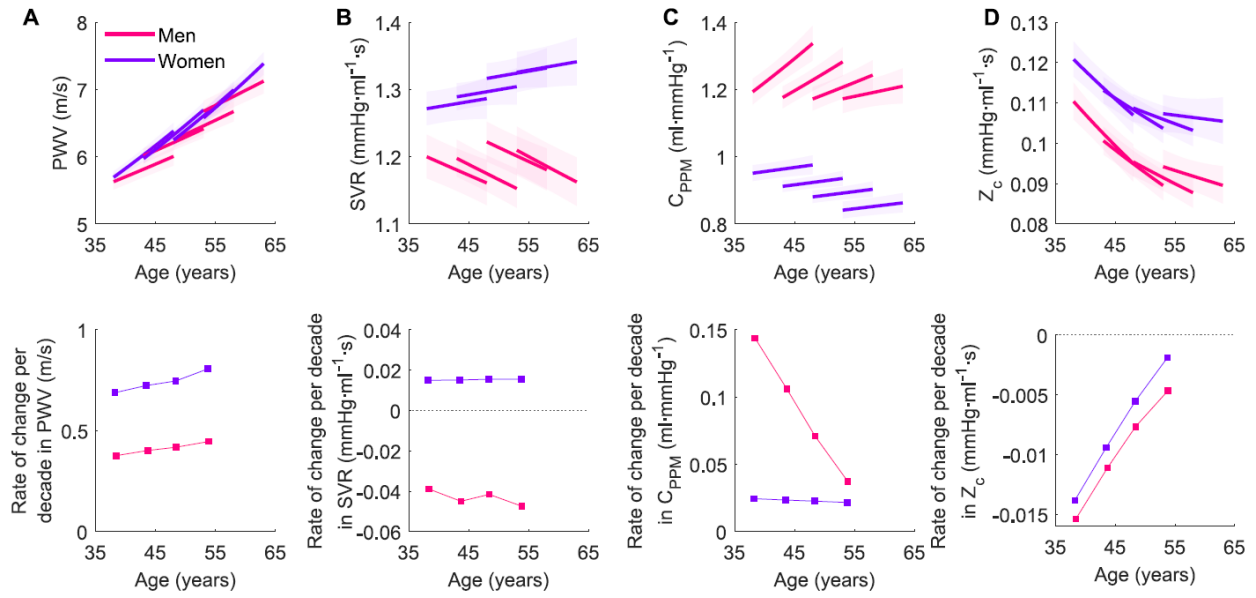 A
B
C
D
Men
Women
8
7
6
5
PWV (m/s)
35
45
55
65
Age (years)
1.4
1.3
1.2
1.1
SVR (mmHg·ml⁻¹·s)
35
45
55
65
Age (years)
1.4
1.2
1
0.8
C_PPM (ml·mmHg⁻¹)
35
45
55
65
Age (years)
0.13
0.12
0.11
0.1
0.09
0.08
Z_c (mmHg·ml⁻¹·s)
35
45
55
65
Age (years)
1
0.5
0
Rate of change per
decade in PWV (m/s)
35
45
55
65
Age (years)
0.04
0.02
0
-0.02
-0.04
-0.06
Rate of change per decade
in SVR (mmHg·ml⁻¹·s)
35
45
55
65
Age (years)
0.15
0.1
0.05
0
Rate of change per decade
in C_PPM (ml·mmHg⁻¹)
35
45
55
65
Age (years)
0
-0.005
-0.01
-0.015
Rate of change per decade
in Z_c (mmHg·ml⁻¹·s)
35
45
55
65
Age (years)